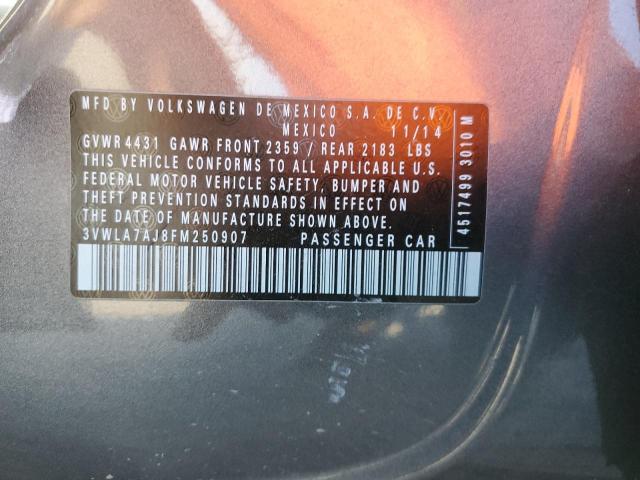 MFD BY VOLKSWAGEN DE MEXICO S.A. DE C.V.
MEXICO 11/14
GVWR 4431 GAWR FRONT 2359 / REAR 2183 LBS
THIS VEHICLE CONFORMS TO ALL APPLICABLE U.S.
FEDERAL MOTOR VEHICLE SAFETY, BUMPER AND
THEFT PREVENTION STANDARDS IN EFFECT ON
THE DATE OF MANUFACTURE SHOWN ABOVE.
3VWLA7AJ8FM250907 PASSENGER CAR
4517499 3010 M